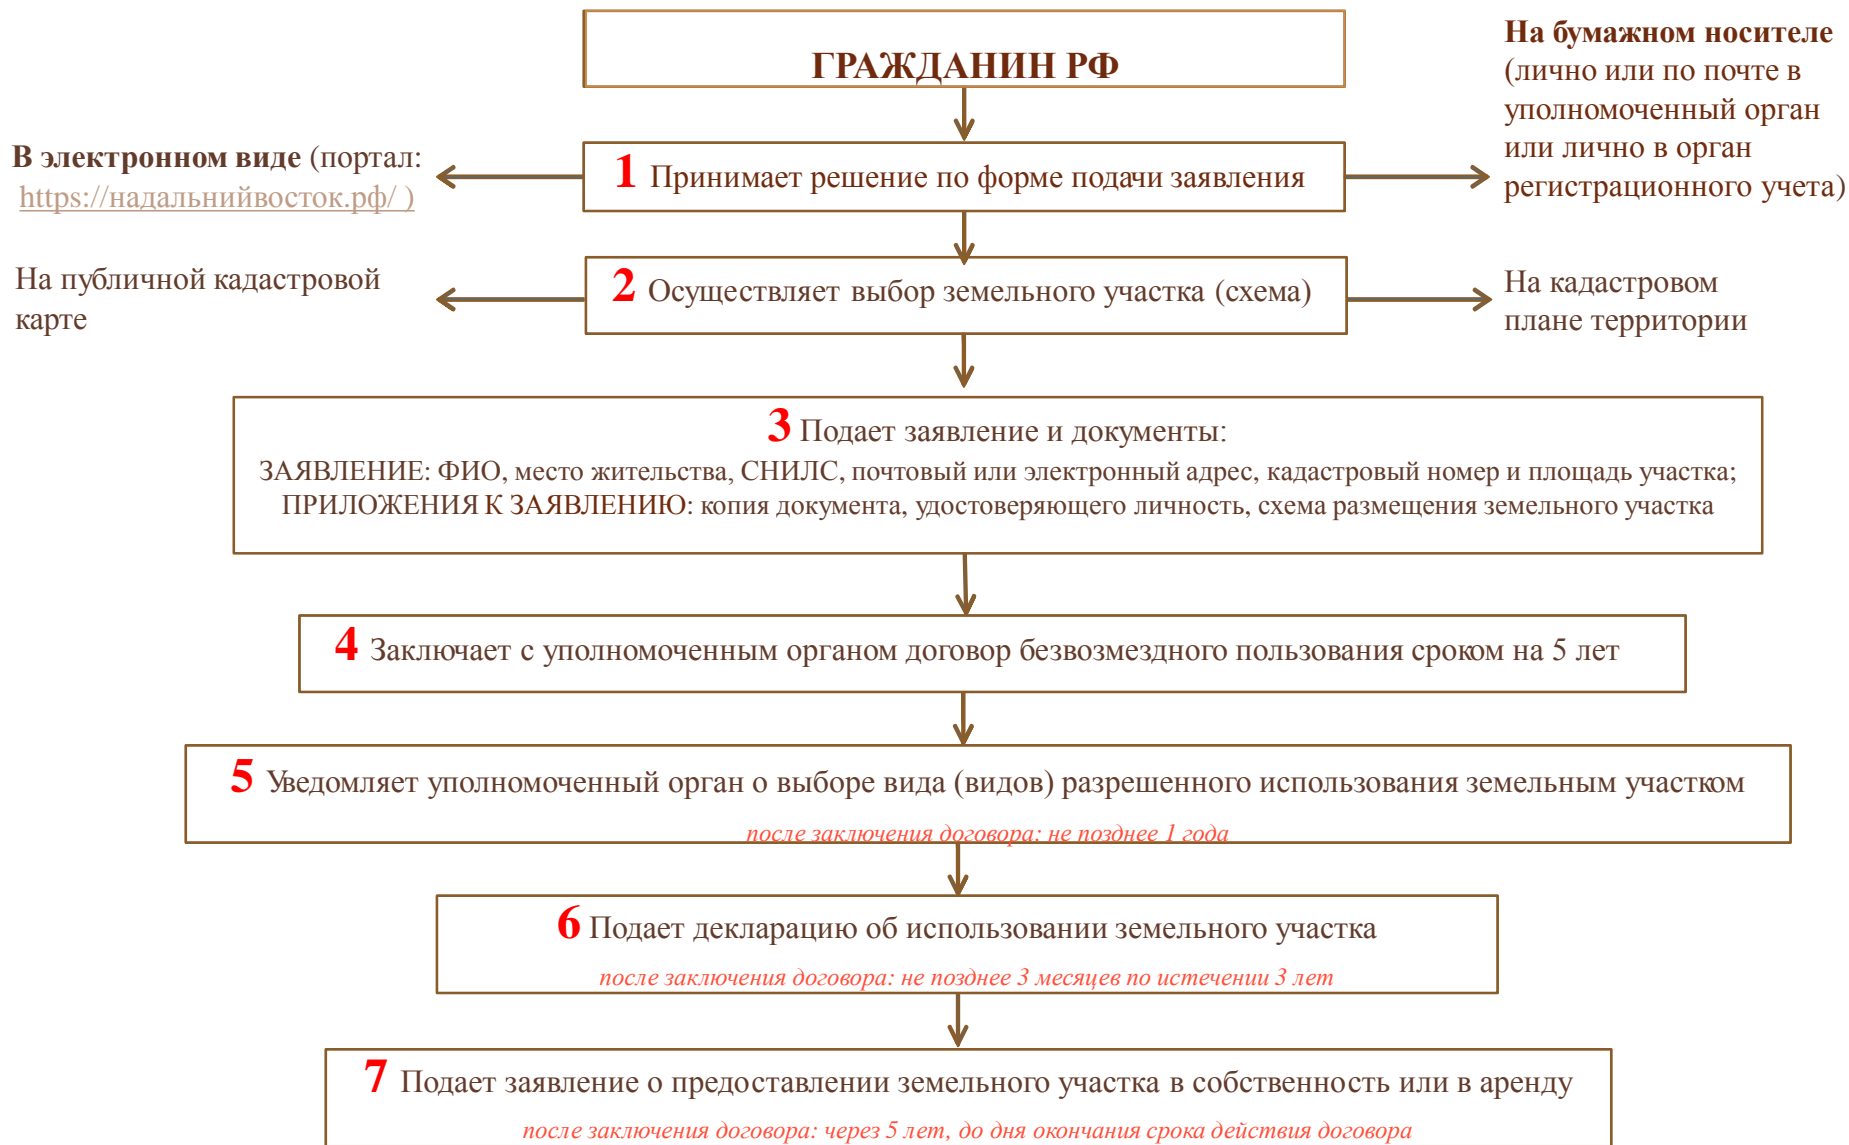 ГРАЖДАНИН РФ
На бумажном носителе
(лично или по почте в
уполномоченный орган
или лично в орган
регистрационного учета)
В электронном виде (портал:
https://надальнийвосток.рф/ )
1 Принимает решение по форме подачи заявления
На публичной кадастровой
карте
2 Осуществляет выбор земельного участка (схема)
На кадастровом
плане территории
3 Подает заявление и документы:
ЗАЯВЛЕНИЕ: ФИО, место жительства, СНИЛС, почтовый или электронный адрес, кадастровый номер и площадь участка;
ПРИЛОЖЕНИЯ К ЗАЯВЛЕНИЮ: копия документа, удостоверяющего личность, схема размещения земельного участка
4 Заключает с уполномоченным органом договор безвозмездного пользования сроком на 5 лет
5 Уведомляет уполномоченный орган о выборе вида (видов) разрешенного использования земельным участком
после заключения договора: не позднее 1 года
6 Подает декларацию об использовании земельного участка
после заключения договора: не позднее 3 месяцев по истечении 3 лет
7 Подает заявление о предоставлении земельного участка в собственность или в аренду
после заключения договора: через 5 лет, до дня окончания срока действия договора